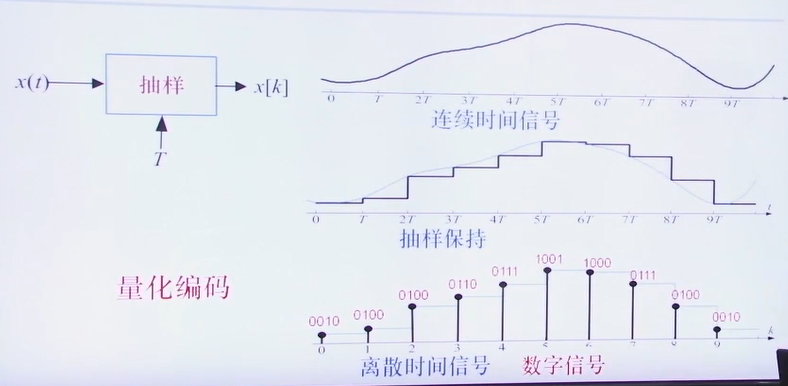 x(t)
抽样
x[k]
T
0 T 2T 3T 4T 5T 6T 7T 8T 9T
连续时间信号
t
0 T 2T 3T 4T 5T 6T 7T 8T 9T
抽样保持
量化编码
0010 0100 0100 0110 0111 1001 1000 0111 0100 0010
k
0 1 2 3 4 5 6 7 8 9
离散时间信号 数字信号